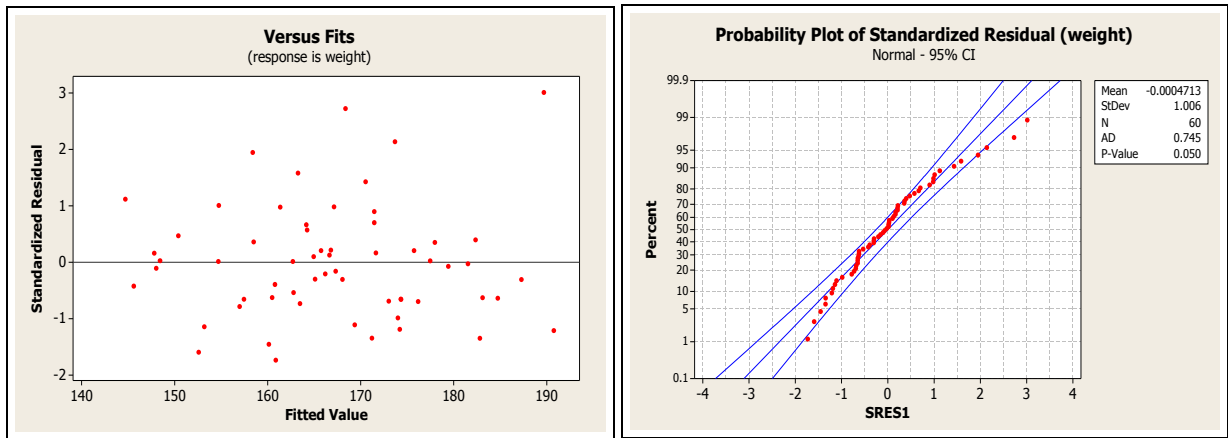 Versus Fits
(response is weight)
Standardized Residual
3
2
1
0
-1
-2
140 150 160 170 180 190
Fitted Value
Probability Plot of Standardized Residual (weight)
Normal - 95% CI
Percent
99.9
99
95
90
80
70
60
50
40
30
20
10
5
1
0.1
-4 -3 -2 -1 0 1 2 3 4
SRES1
Mean -0.0004713
StDev 1.006
N 60
AD 0.745
P-Value 0.050